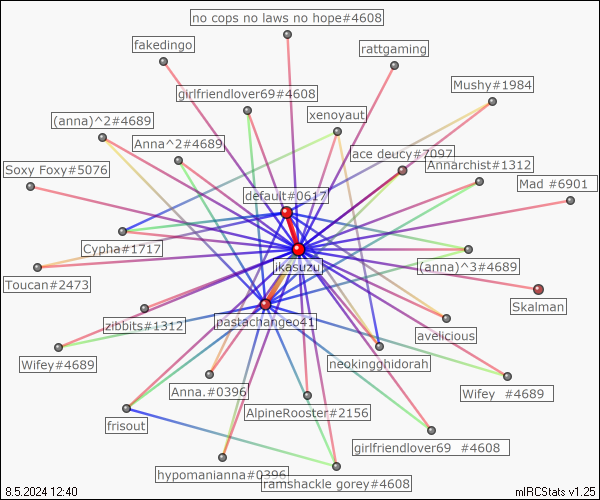 no cops no laws no hope#4608
fakedingo
rattgaming
Mushy#1984
girlfriendlover69#4608
xenoyaut
(anna)^2#4689
Anna^2#4689
ace deucy#7097
Annarchist#1312
Soxy Foxy#5076
Mad #6901
default#0617
Cypha#1717
ikasuzu
(anna)^3#4689
Toucan#2473
Skalman
zibbits#1312
pastachangeo41
avelicious
Wifey#4689
neokingghidorah
Anna.#0396
Wifey #4689
AlpineRooster#2156
frisout
girlfriendlover69 #4608
hypomanianna#0396
ramshackle gorey#4608
8.5.2024 12:40
mIRCStats v1.25